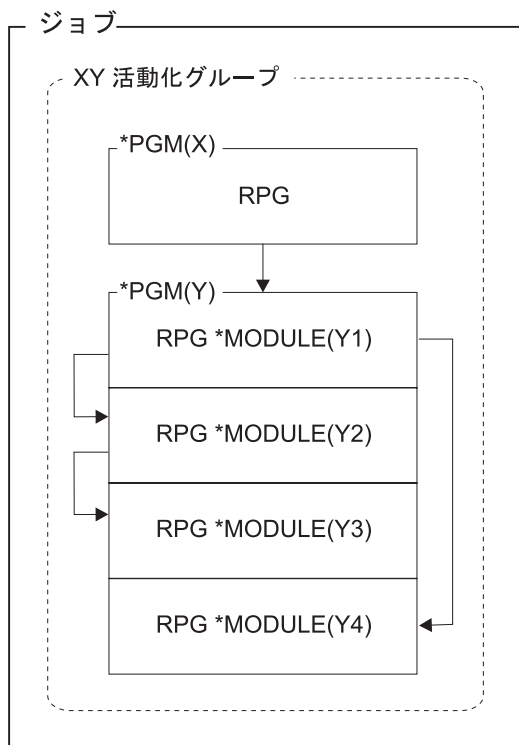 ジョブ
XY 活動化グループ
*PGM(X)
RPG
*PGM(Y)
RPG *MODULE(Y1)
RPG *MODULE(Y2)
RPG *MODULE(Y3)
RPG *MODULE(Y4)